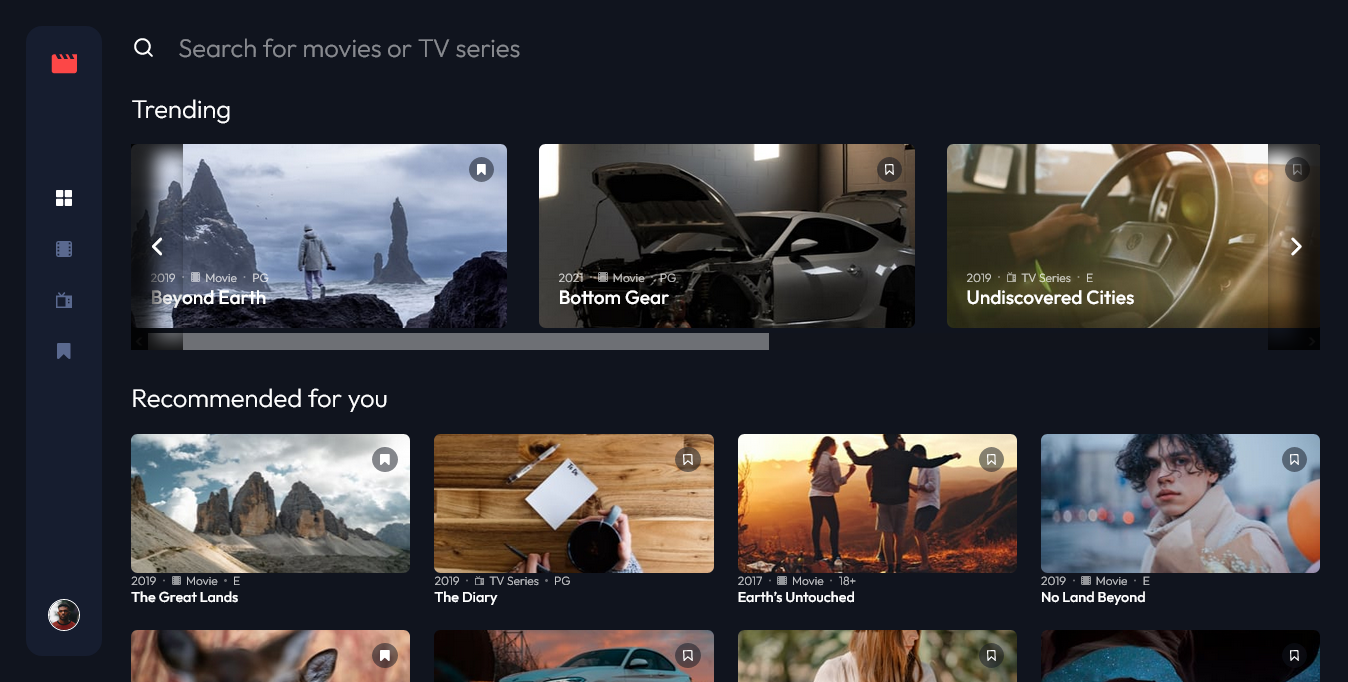 Search for movies or TV series
Trending
2019 · Movie · PG
Beyond Earth
2021 · Movie · PG
Bottom Gear
2019 · TV Series · E
Undiscovered Cities
Recommended for you
To Do
2019 · Movie · E
The Great Lands
2019 · TV Series · PG
The Diary
2017 · Movie · 18+
Earth's Untouched
2019 · Movie · E
No Land Beyond